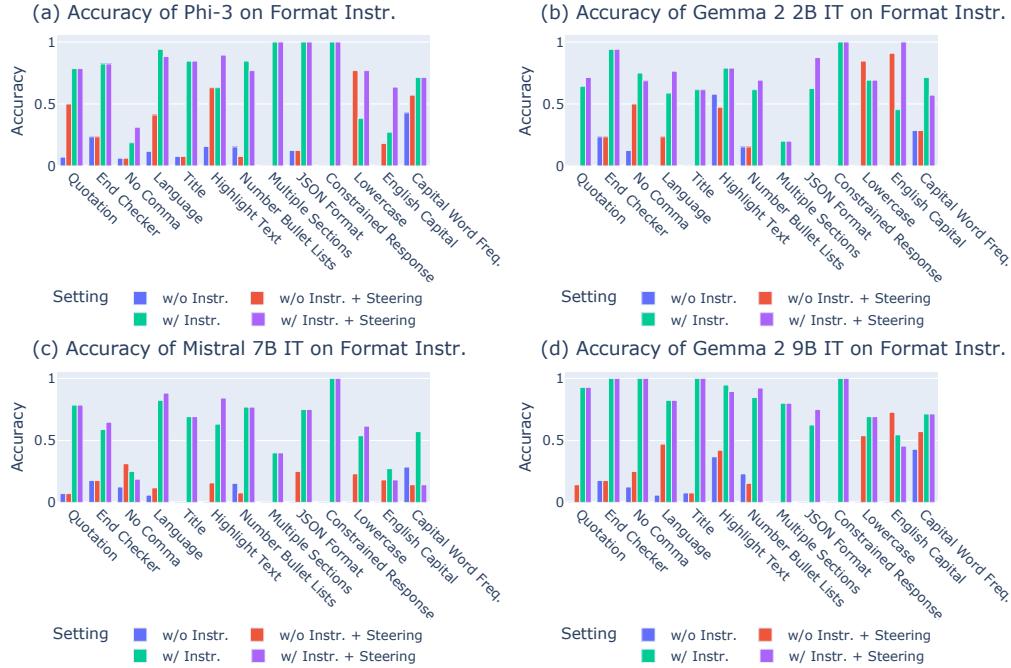 (a) Accuracy of Phi-3 on Format Instr.
1
0.5
0
Accuracy
Quotation
End Checker
No Comma
Language
Title
Highlight Text
Number Bullet Lists
Multiple Sections
JSON Format
Constrained Response
Lowercase
English Capital
Capital Word Freq.
Setting
w/o Instr.
w/o Instr. + Steering
w/ Instr.
w/ Instr. + Steering
(b) Accuracy of Gemma 2 2B IT on Format Instr.
1
0.5
0
Accuracy
Quotation
End Checker
No Comma
Language
Title
Highlight Text
Number Bullet Lists
Multiple Sections
JSON Format
Constrained Response
Lowercase
English Capital
Capital Word Freq.
Setting
w/o Instr.
w/o Instr. + Steering
w/ Instr.
w/ Instr. + Steering
(c) Accuracy of Mistral 7B IT on Format Instr.
1
0.5
0
Accuracy
Quotation
End Checker
No Comma
Language
Title
Highlight Text
Number Bullet Lists
Multiple Sections
JSON Format
Constrained Response
Lowercase
English Capital
Capital Word Freq.
Setting
w/o Instr.
w/o Instr. + Steering
w/ Instr.
w/ Instr. + Steering
(d) Accuracy of Gemma 2 9B IT on Format Instr.
1
0.5
0
Accuracy
Quotation
End Checker
No Comma
Language
Title
Highlight Text
Number Bullet Lists
Multiple Sections
JSON Format
Constrained Response
Lowercase
English Capital
Capital Word Freq.
Setting
w/o Instr.
w/o Instr. + Steering
w/ Instr.
w/ Instr. + Steering